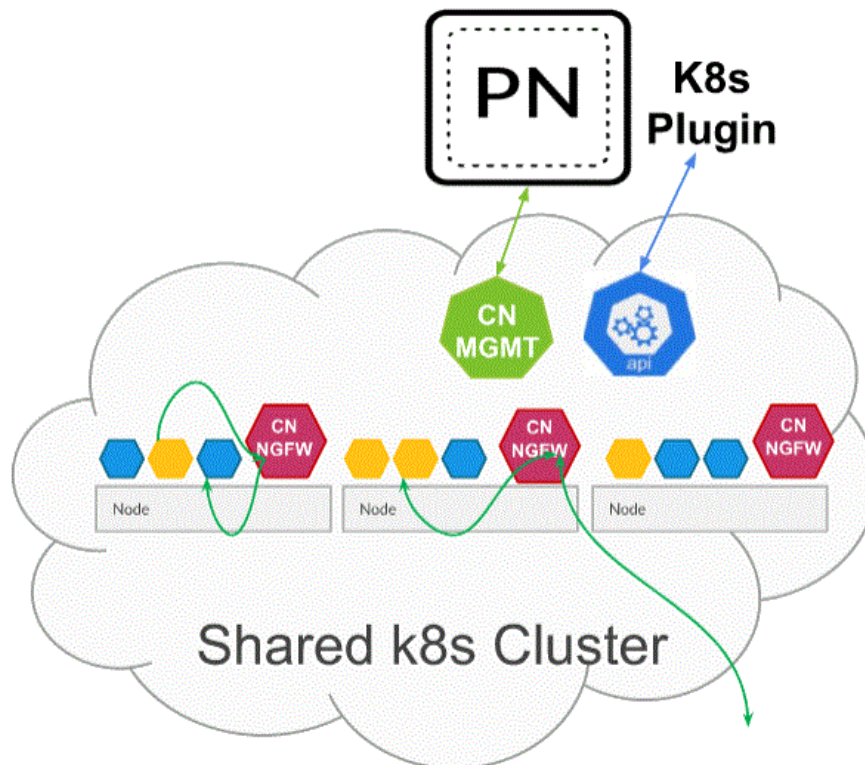 PN
K8s
Plugin
CN
MGMT
api
CN
NGFW
CN
NGFW
CN
NGFW
Node
Node
Node
Shared k8s Cluster